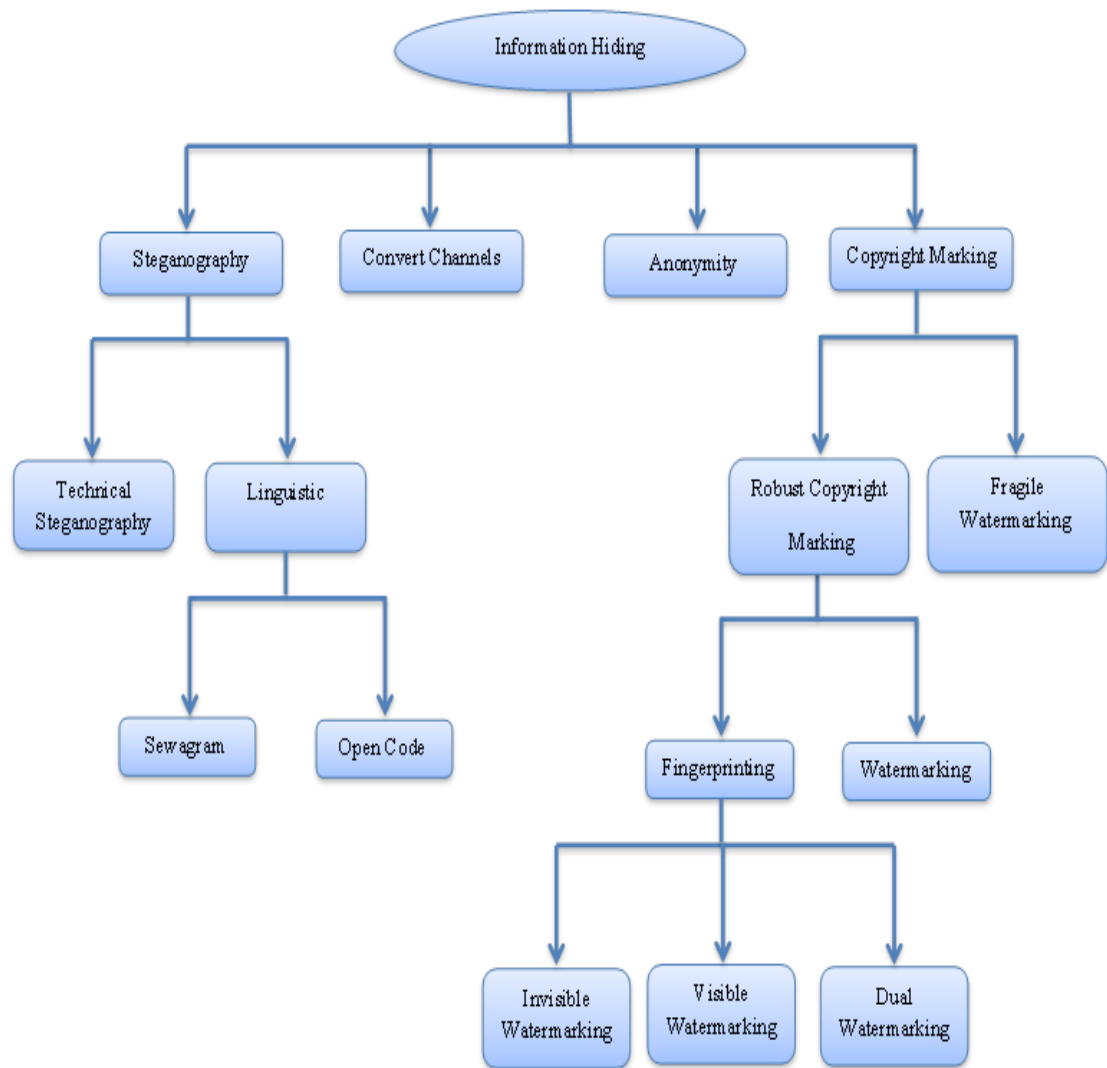 Information Hiding
Steganography
Convert Channels
Anonymity
Copyright Marking
Technical
Steganography
Linguistic
Robust Copyright
Marking
Fragile
Watermarking
Sewagram
Open Code
Fingerprinting
Watermarking
Invisible
Watermarking
Visible
Watermarking
Dual
Watermarking